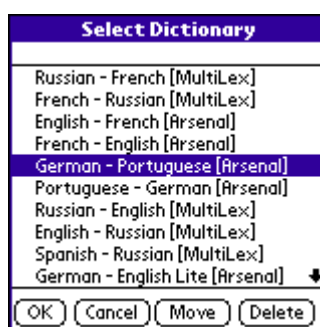 Select Dictionary
Russian - French [MultiLex]
French - Russian [MultiLex]
English - French [Arsenal]
French - English [Arsenal]
German - Portuguese [Arsenal]
Portuguese - German [Arsenal]
Russian - English [MultiLex]
English - Russian [MultiLex]
Spanish - Russian [MultiLex]
German - English Lite [Arsenal]
OK Cancel Move Delete